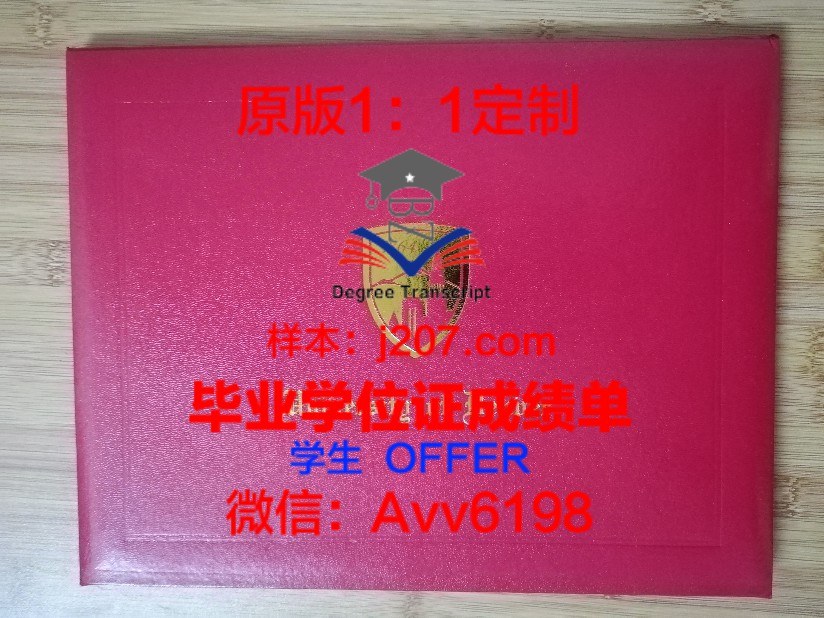 原版1：1定制
Degree Transcript
样本：j207.com
毕业学位证成绩单
学生 OFFER
微信：Avv6198